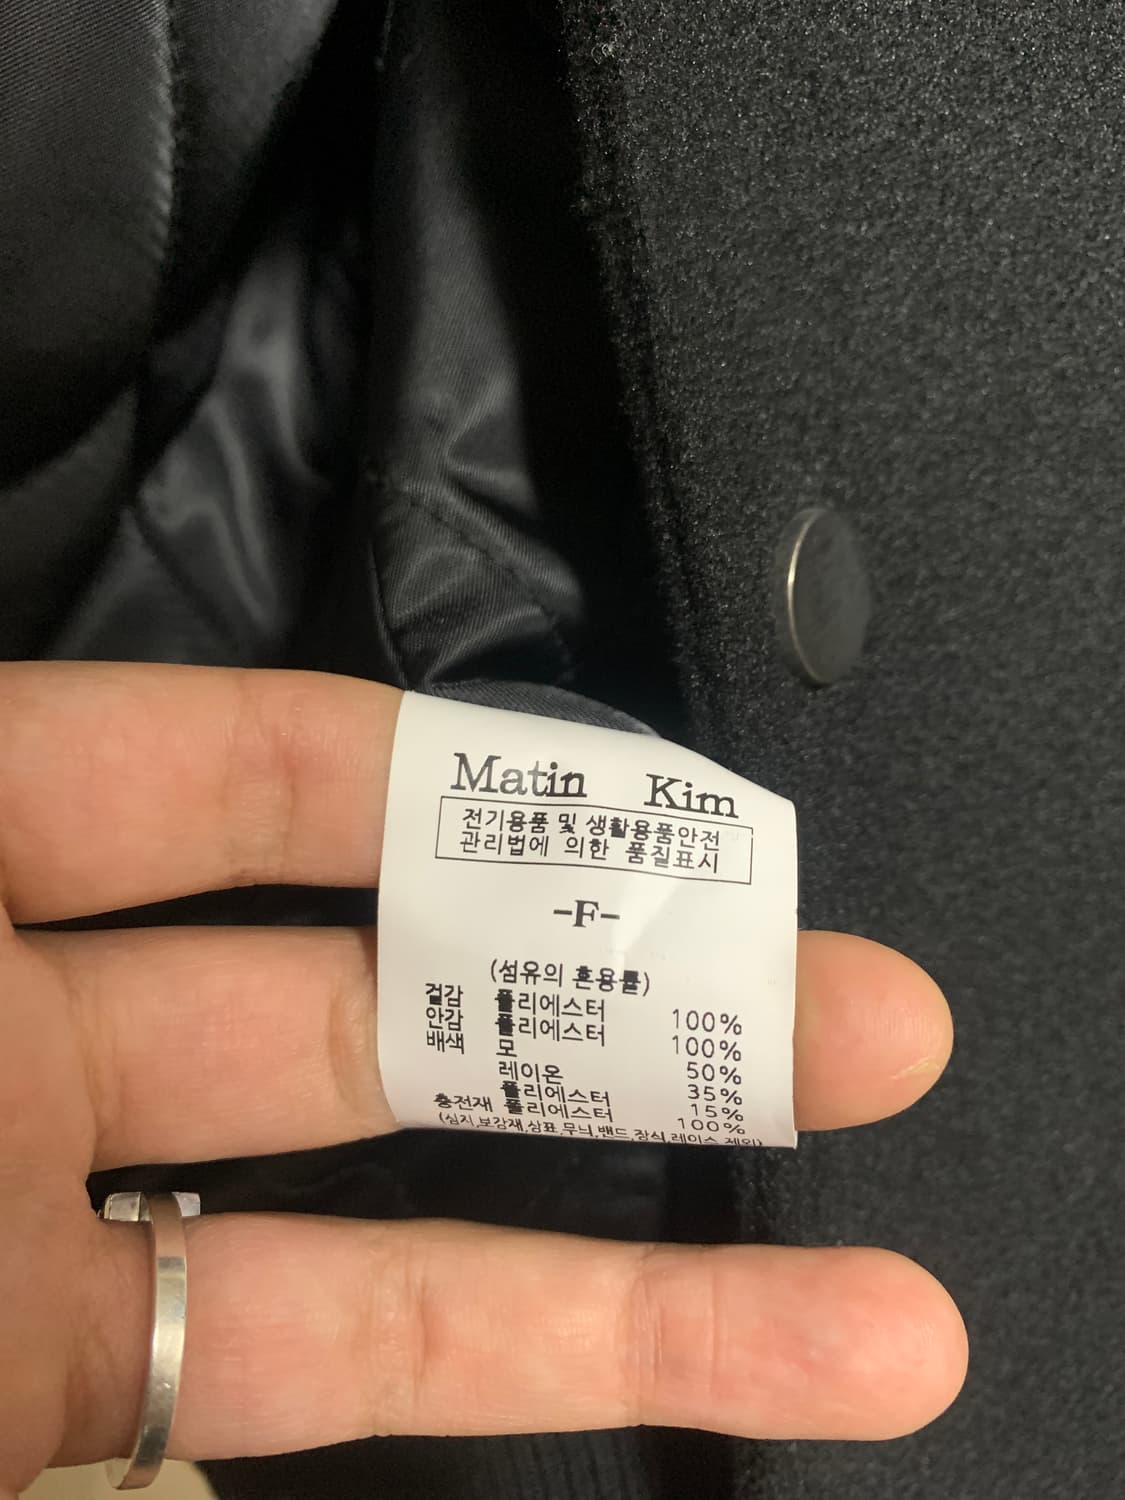 Matin Kim
전기용품 및 생활용품안전
관리법에 의한 품질표시
-F-
(섬유의 혼용률)
겉감 폴리에스터 100%
안감 폴리에스터 100%
배색 모 50%
레이온 35%
폴리에스터 15%
충전재 폴리에스터 100%
(심지,보강재,상표,무늬,밴드,장식,레이스 제외)